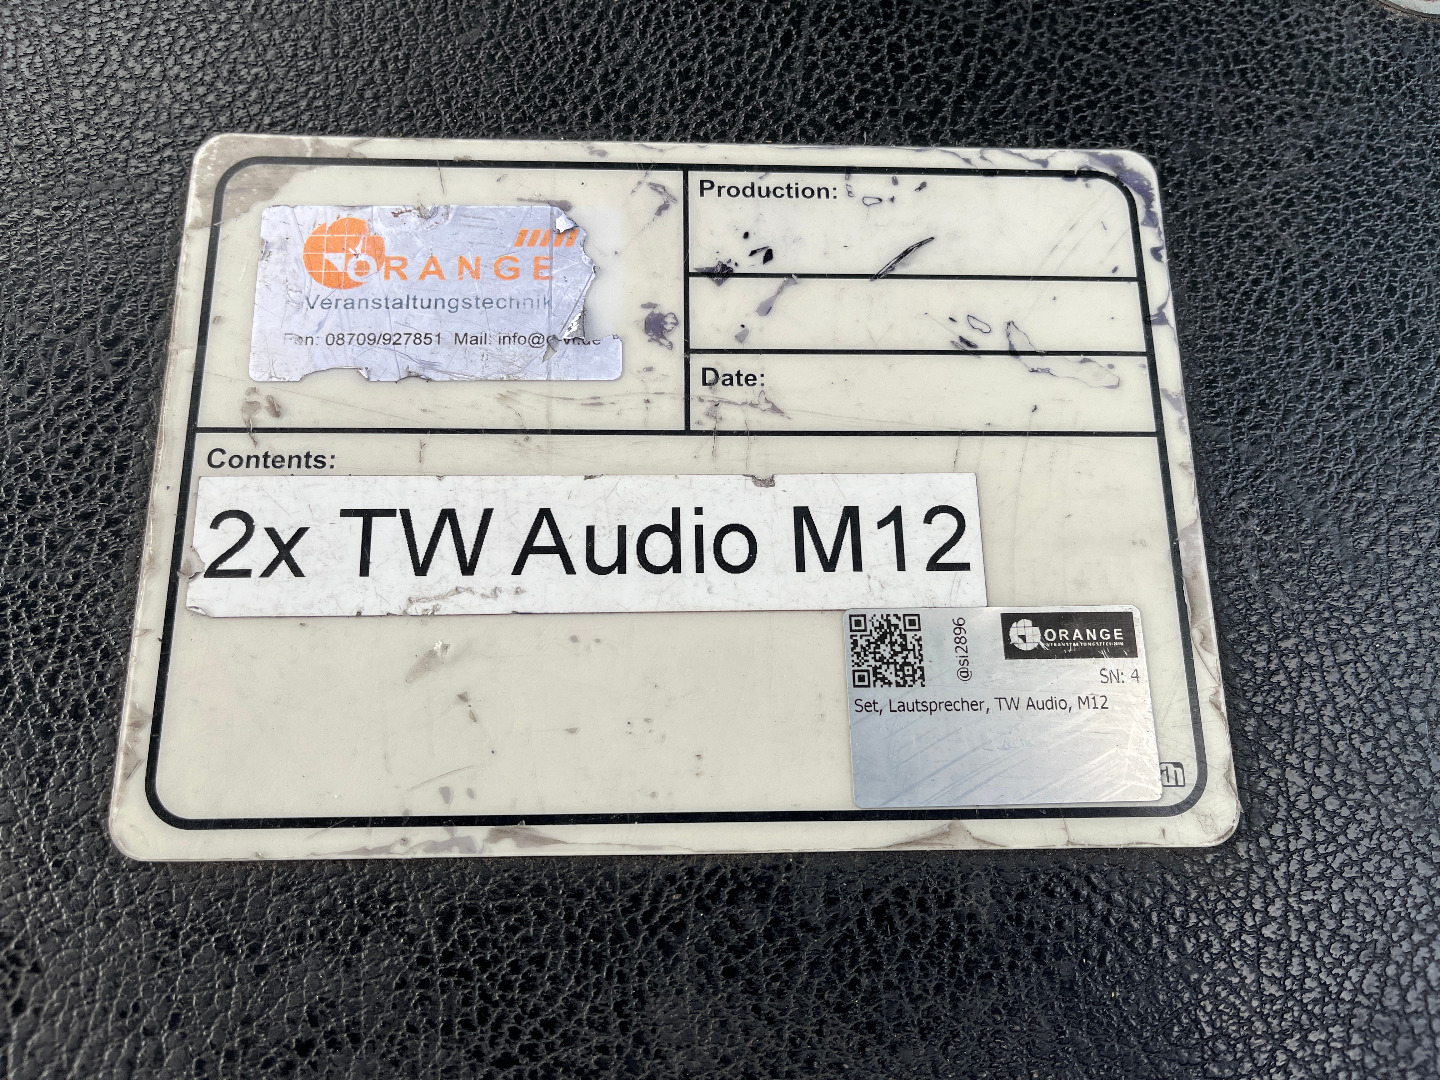 ORANGE
Veranstaltungstechnik
08709/927851 Mail:
Production:
Date:
Contents:
2x TW Audio M12
@si2896
ORANGE
VERANSTALTUNGSTECHNIK
SN: 4
Set, Lautsprecher, TW Audio, M12